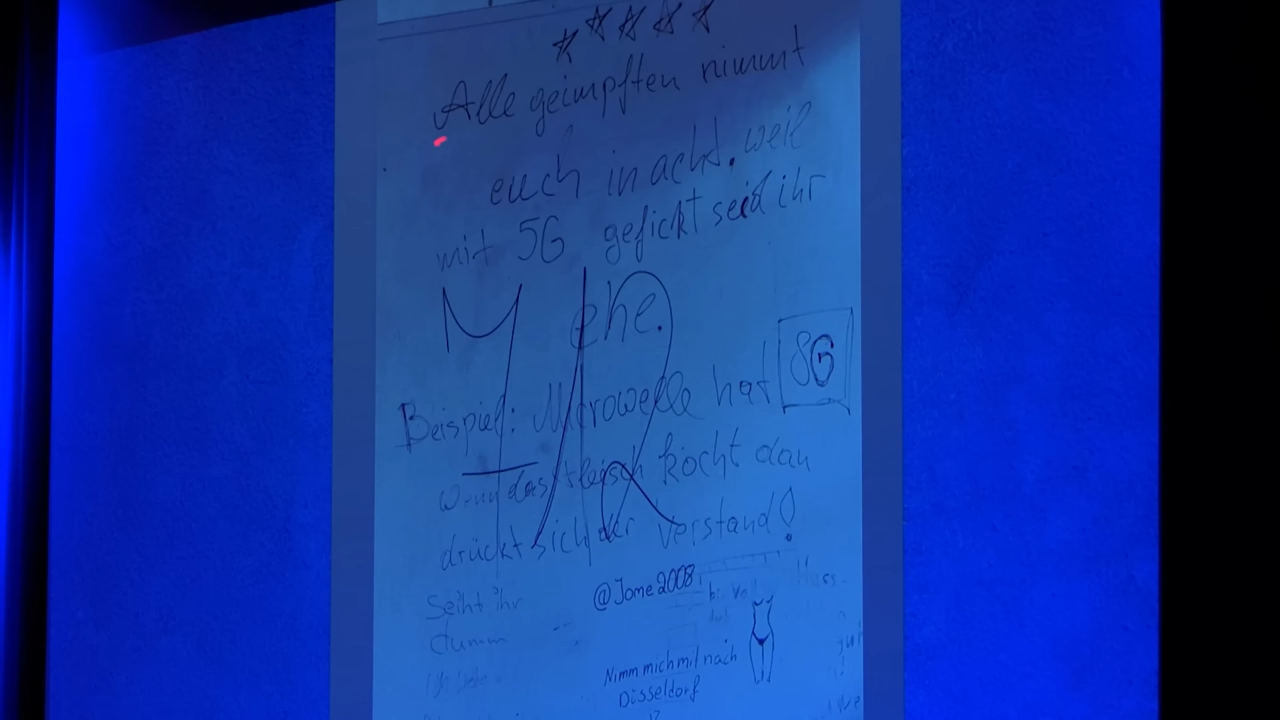 Alle geimpften nimmt
euch in acht. weil
mit 5G gefickt seid ihr
ehe.
Beispiel: Microwelle hat 8G
Wenn das fleisch kocht dan
drückt sich der Verstand!
@Jome2008
Seiht ihr
dumm
Nimm mich mit nach
Düsseldorf